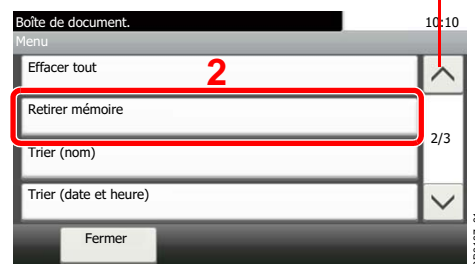 Boîte de document.
10:10
Menu
Effacer tout
2
Retirer mémoire
2/3
Trier (nom)
Trier (date et heure)
Fermer